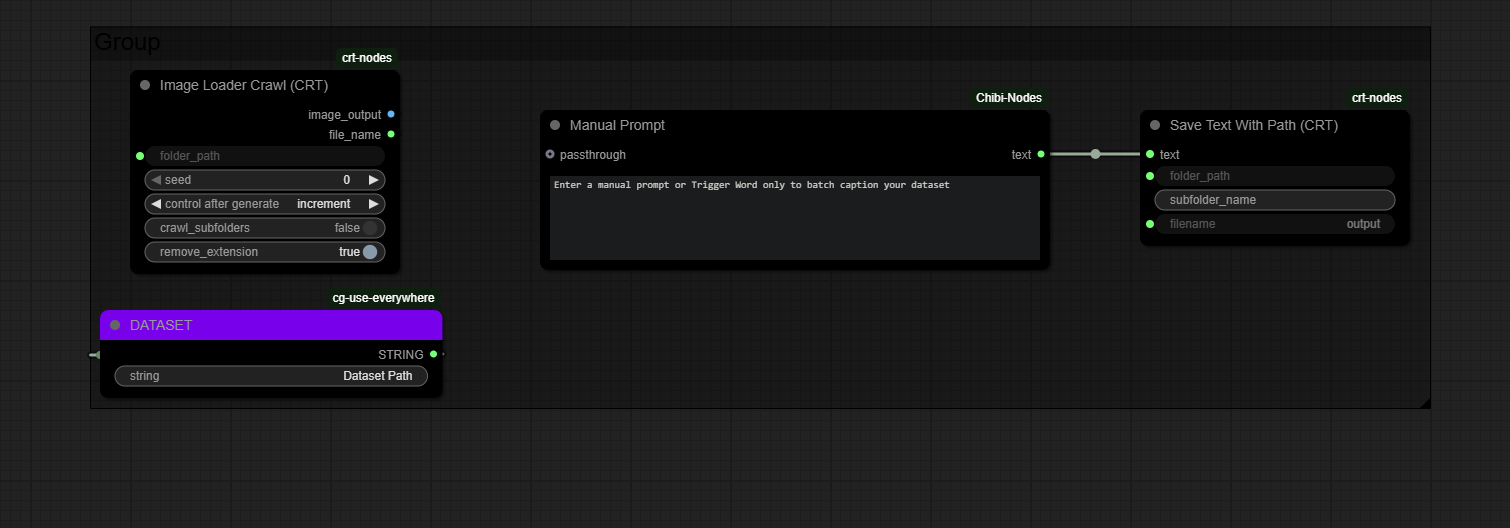 Group
crt-nodes
Image Loader Crawl (CRT)
image_output
file_name
folder_path
seed 0
control after generate increment
crawl_subfolders false
remove_extension true
cg-use-everywhere
DATASET
STRING
string Dataset Path
Chibi-Nodes
Manual Prompt
passthrough text
Enter a manual prompt or Trigger Word only to batch caption your dataset
crt-nodes
Save Text With Path (CRT)
text
folder_path
subfolder_name
filename output